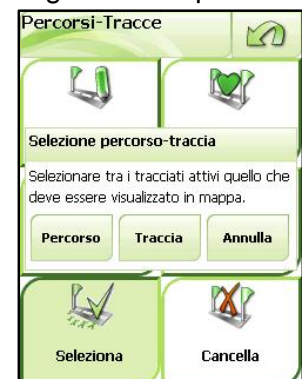 Percorsi-Tracce
Selezione percorso-traccia
Selezionare tra i tracciati attivi quello che
deve essere visualizzato in mappa.
Percorso Traccia Annulla
Seleziona Cancella